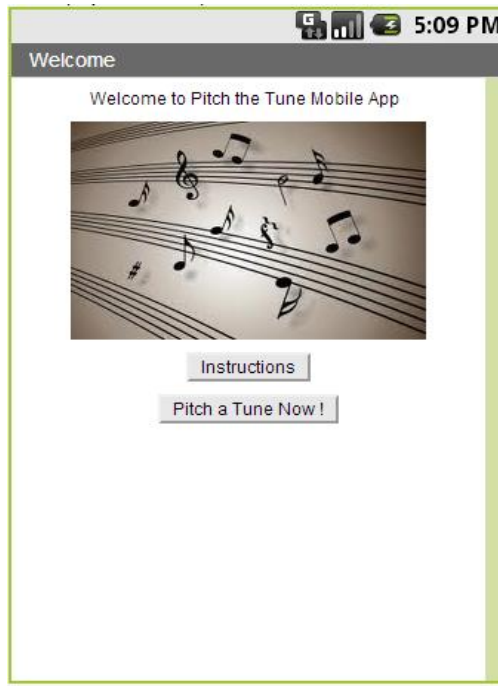 G
5:09 PM
Welcome
Welcome to Pitch the Tune Mobile App
Instructions
Pitch a Tune Now !